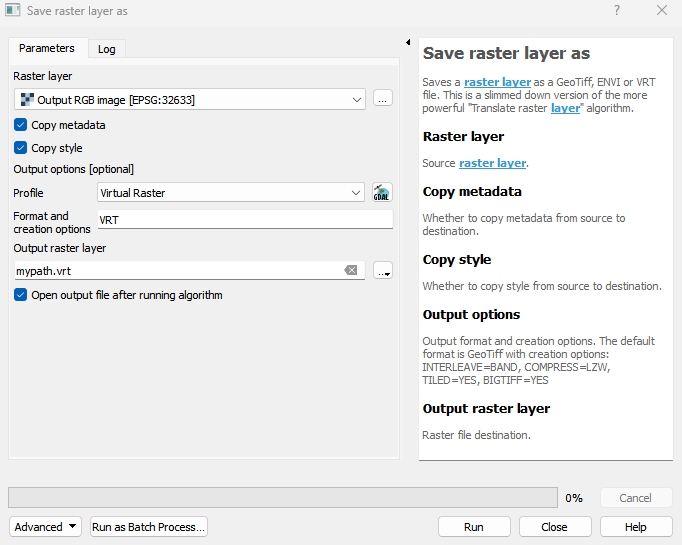 Save raster layer as
?
Parameters
Log
Raster layer
Output RGB image [EPSG:32633]
...
Copy metadata
Copy style
Output options [optional]
Profile
Virtual Raster
GDAL
Format and
creation options
VRT
Output raster layer
mypath.vrt
...
Open output file after running algorithm
Save raster layer as
Saves a raster layer as a GeoTiff, ENVI or VRT
file. This is a slimmed down version of the more
powerful "Translate raster layer" algorithm.
Raster layer
Source raster layer.
Copy metadata
Whether to copy metadata from source to
destination.
Copy style
Whether to copy style from source to destination.
Output options
Output format and creation options. The default
format is GeoTiff with creation options:
INTERLEAVE=BAND, COMPRESS=LZW,
TILED=YES, BIGTIFF=YES
Output raster layer
Raster file destination.
0%
Cancel
Advanced
Run as Batch Process...
Run
Close
Help